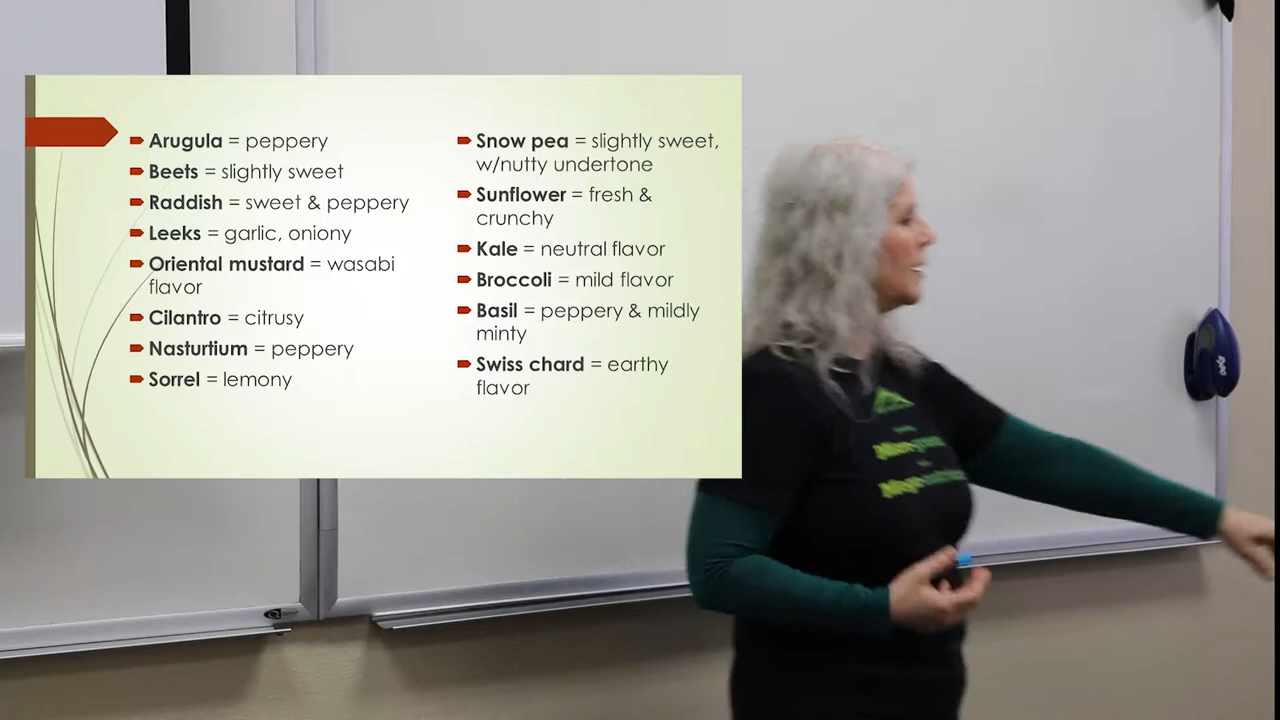 Arugula = peppery
Beets = slightly sweet
Raddish = sweet & peppery
Leeks = garlic, oniony
Oriental mustard = wasabi
flavor
Cilantro = citrusy
Nasturtium = peppery
Sorrel = lemony
Snow pea = slightly sweet,
w/nutty undertone
Sunflower = fresh &
crunchy
Kale = neutral flavor
Broccoli = mild flavor
Basil = peppery & mildly
minty
Swiss chard = earthy
flavor